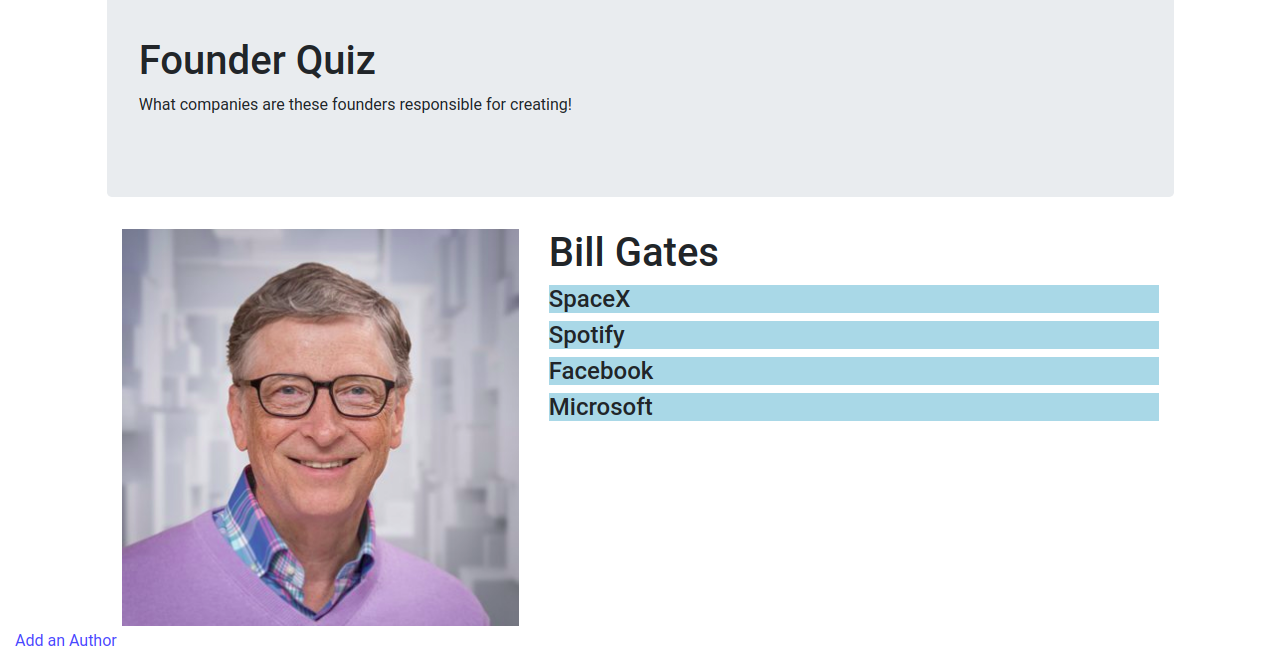 Founder Quiz
What companies are these founders responsible for creating!
Bill Gates
SpaceX
Spotify
Facebook
Microsoft
Add an Author